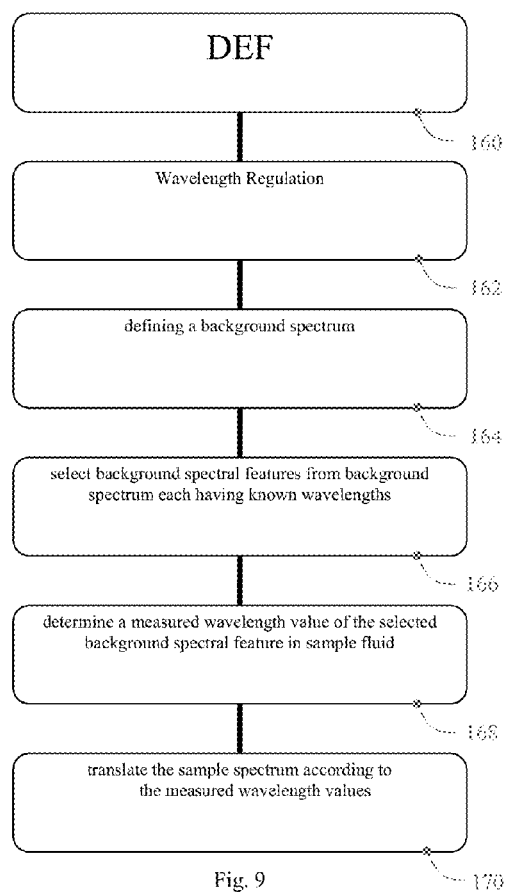 DEF
160
Wavelength Regulation
162
defining a background spectrum
164
select background spectral features from background
spectrum each having known wavelengths
166
determine a measured wavelength value of the selected
background spectral feature in sample fluid
168
translate the sample spectrum according to
the measured wavelength values
170
Fig. 9